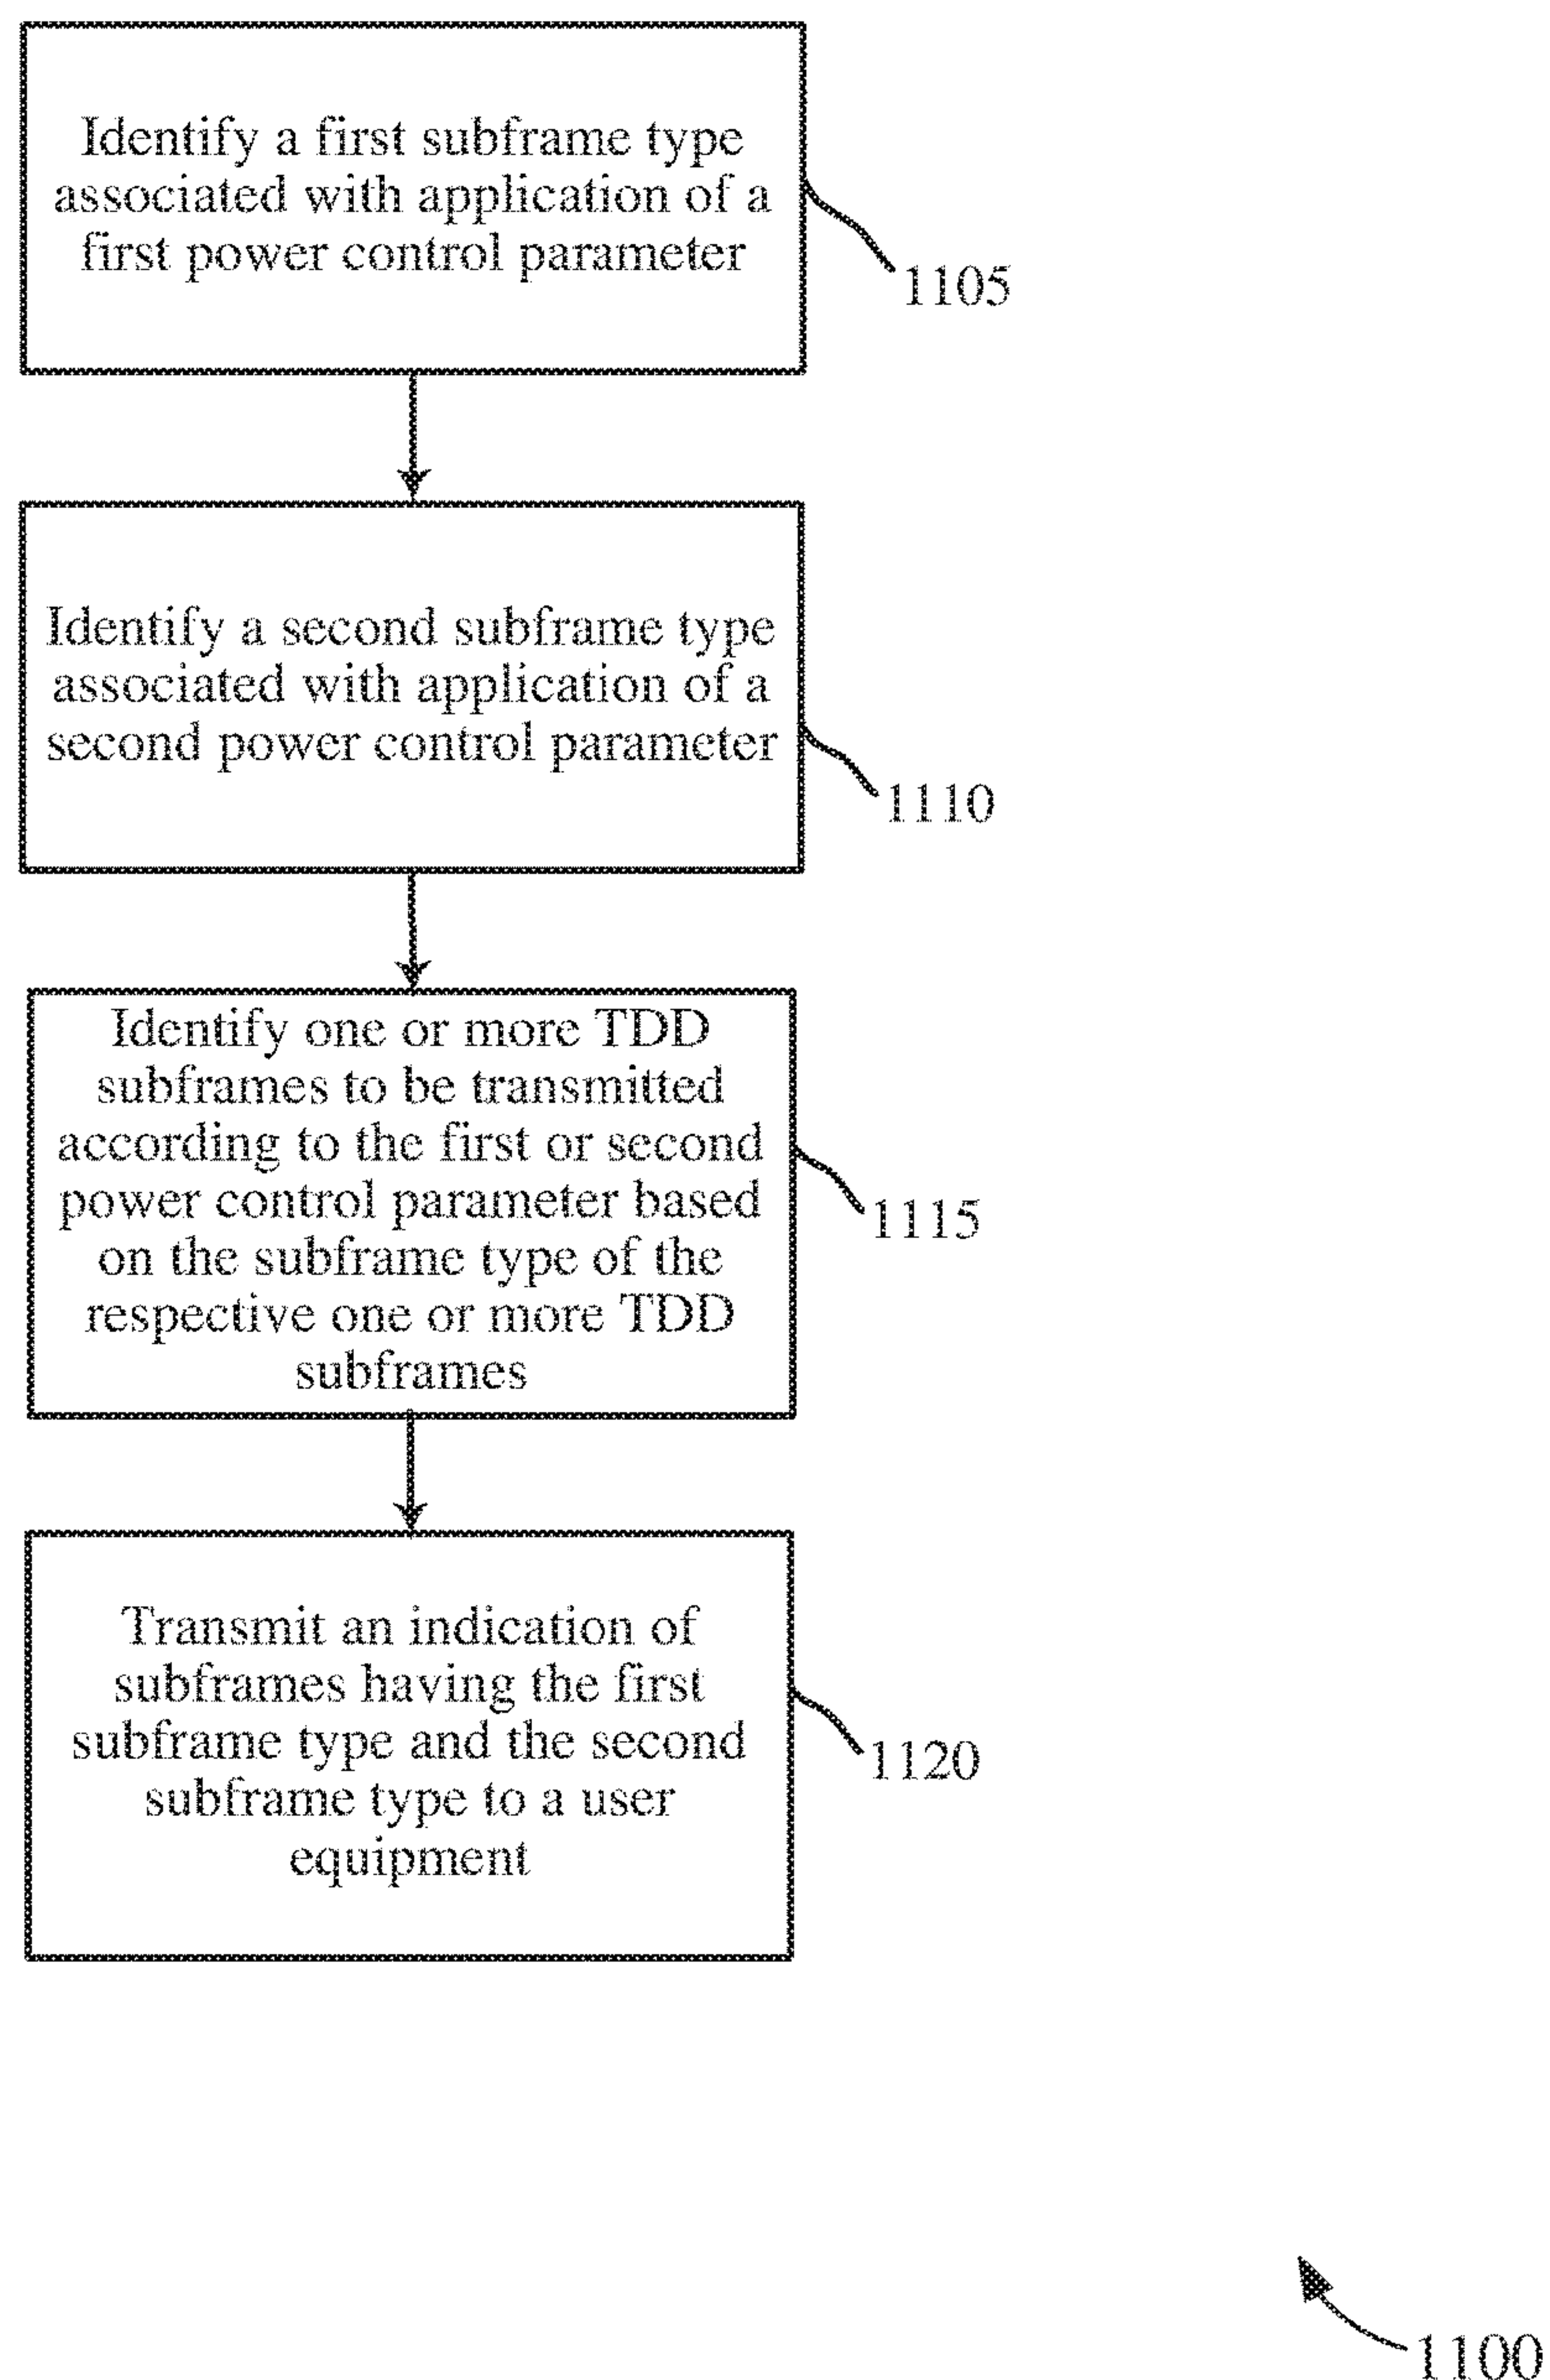 Identify a first subframe type
associated with application of a
first power control parameter
1105
Identify a second subframe type
associated with application of a
second power control parameter
1110
Identify one or more TDD
subframes to be transmitted
according to the first or second
power control parameter based
on the subframe type of the
respective one or more TDD
subframes
1115
Transmit an indication of
subframes having the first
subframe type and the second
subframe type to a user
equipment
1120
1100